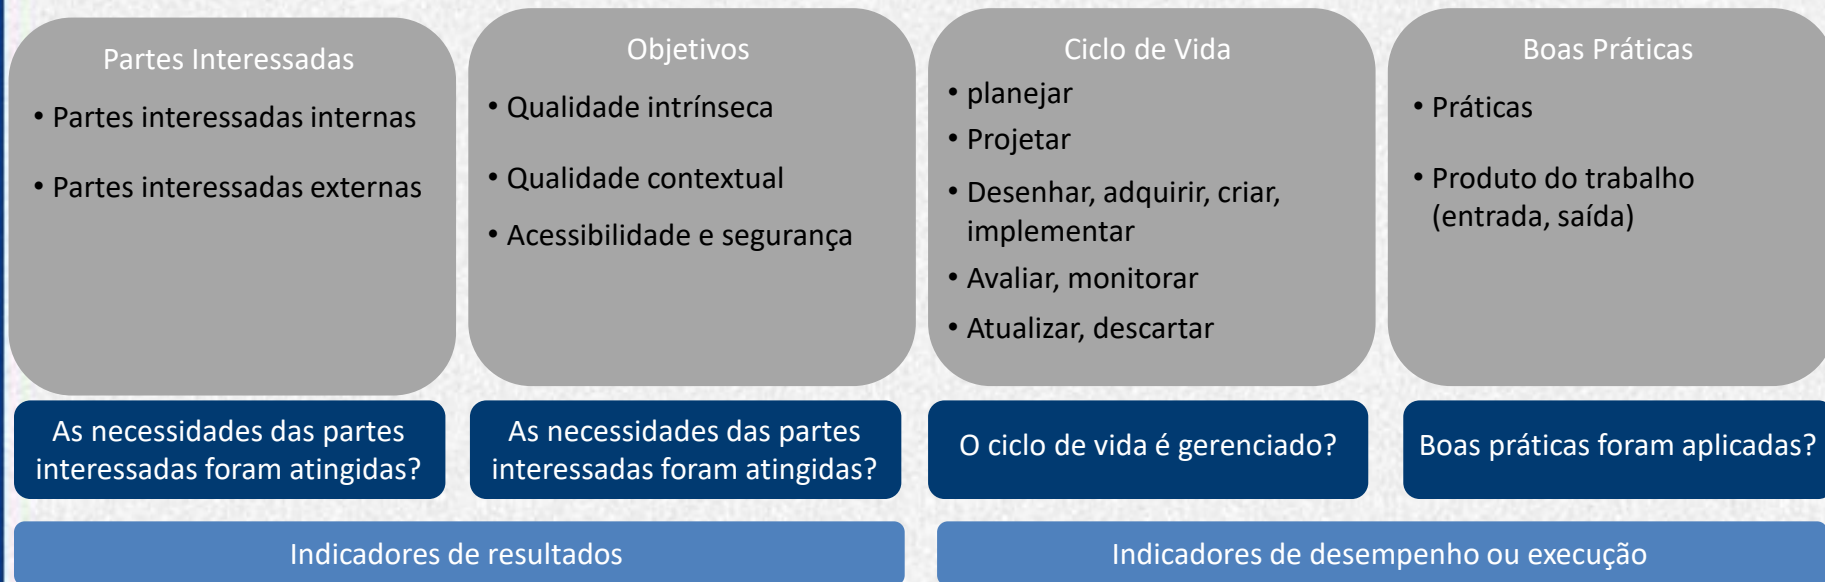 Partes Interessadas
• Partes interessadas internas
• Partes interessadas externas
Objetivos
• Qualidade intrínseca
• Qualidade contextual
• Acessibilidade e segurança
Ciclo de Vida
• planejar
• Projetar
• Desenhar, adquirir, criar,
implementar
• Avaliar, monitorar
• Atualizar, descartar
Boas Práticas
• Práticas
• Produto do trabalho
(entrada, saída)
As necessidades das partes
interessadas foram atingidas?
As necessidades das partes
interessadas foram atingidas?
O ciclo de vida é gerenciado?
Boas práticas foram aplicadas?
Indicadores de resultados
Indicadores de desempenho ou execução